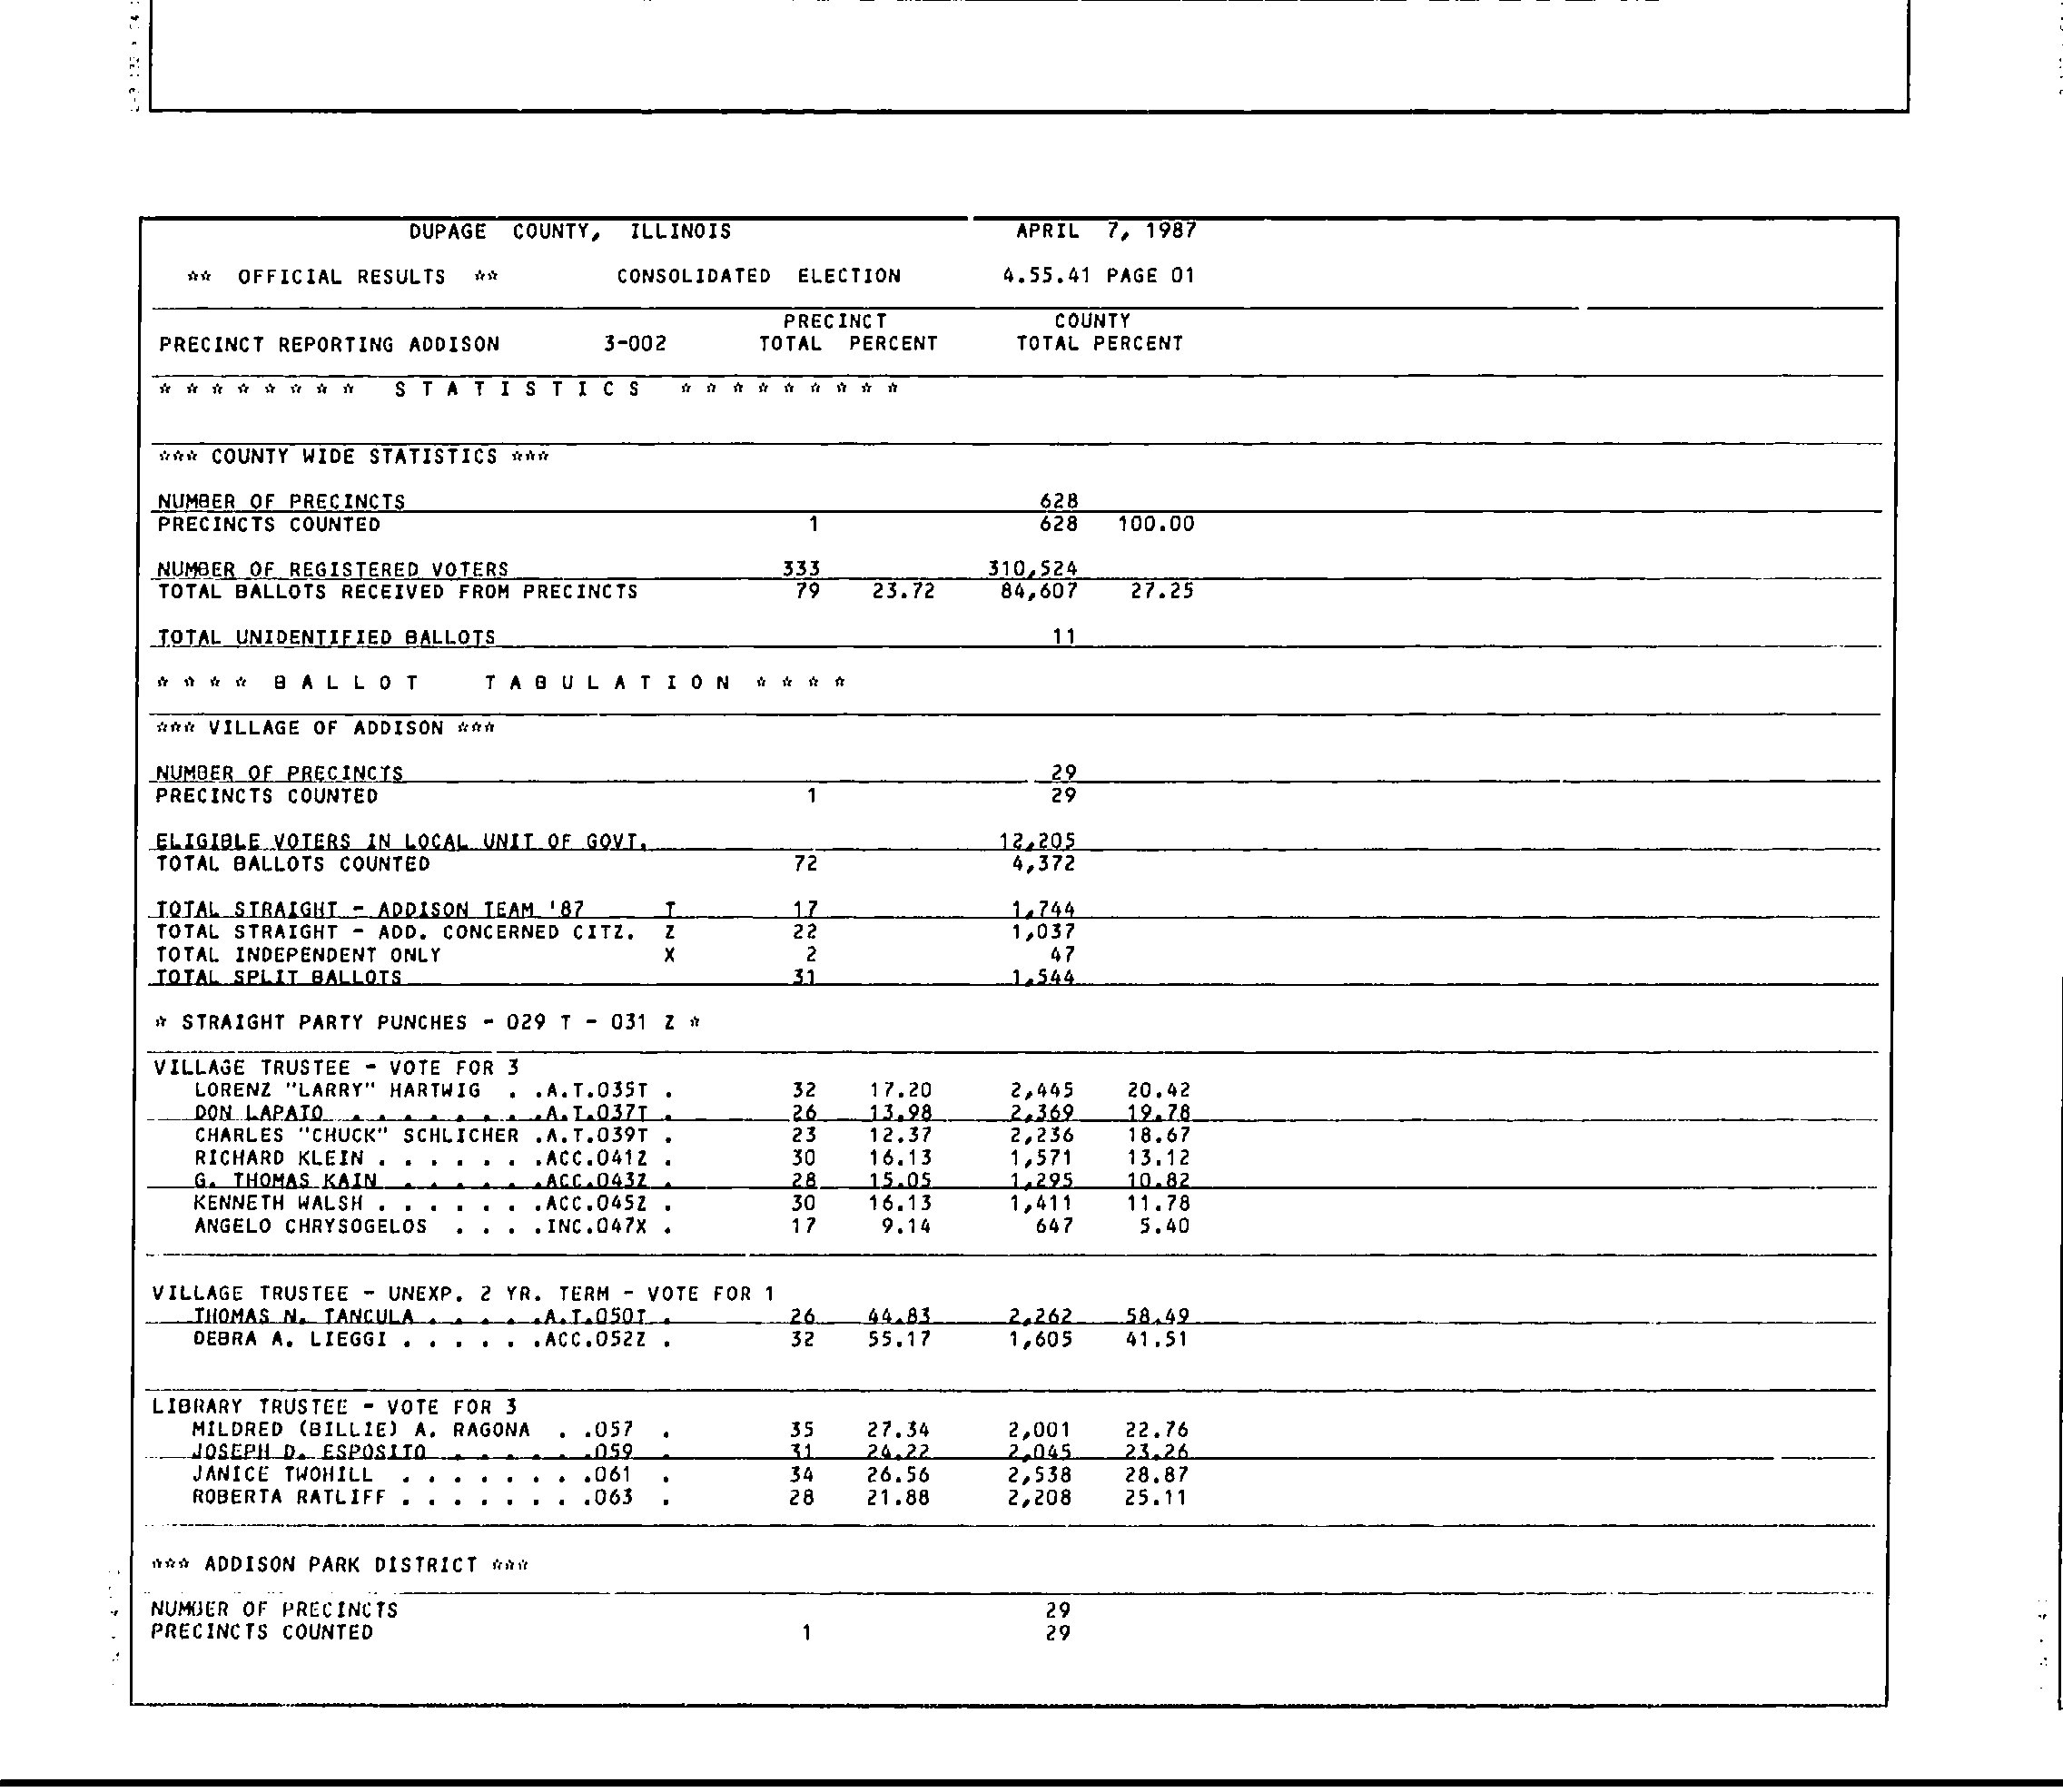 DUPAGE COUNTY, ILLINOIS APRIL 7, 1987
** OFFICIAL RESULTS ** CONSOLIDATED ELECTION 4.55.41 PAGE 01
PRECINCT COUNTY
PRECINCT REPORTING ADDISON 3-002 TOTAL PERCENT TOTAL PERCENT
* * * * * * * * S T A T I S T I C S * * * * * * * * *
*** COUNTY WIDE STATISTICS ***
NUMBER OF PRECINCTS 628
PRECINCTS COUNTED 1 628 100.00
NUMBER OF REGISTERED VOTERS 333 310,524
TOTAL BALLOTS RECEIVED FROM PRECINCTS 79 23.72 84,607 27.25
TOTAL UNIDENTIFIED BALLOTS 11
* * * * B A L L O T T A B U L A T I O N * * * *
*** VILLAGE OF ADDISON ***
NUMBER OF PRECINCTS 29
PRECINCTS COUNTED 1 29
ELIGIBLE VOTERS IN LOCAL UNIT OF GOVT. 12,205
TOTAL BALLOTS COUNTED 72 4,372
TOTAL STRAIGHT - ADDISON TEAM '87 T 17 1,744
TOTAL STRAIGHT - ADD. CONCERNED CITZ. Z 22 1,037
TOTAL INDEPENDENT ONLY X 2 47
TOTAL SPLIT BALLOTS 31 1,544
* STRAIGHT PARTY PUNCHES - 029 T - 031 Z *
VILLAGE TRUSTEE - VOTE FOR 3
LORENZ "LARRY" HARTWIG . .A.T.035T . 32 17.20 2,445 20.42
DON LAPATO . . . . . . . .A.T.037T . 26 13.98 2,369 19.78
CHARLES "CHUCK" SCHLICHER .A.T.039T . 23 12.37 2,236 18.67
RICHARD KLEIN . . . . . . .ACC.041Z . 30 16.13 1,571 13.12
G. THOMAS KAIN . . . . . .ACC.043Z . 28 15.05 1,295 10.82
KENNETH WALSH . . . . . . .ACC.045Z . 30 16.13 1,411 11.78
ANGELO CHRYSOGELOS . . . .INC.047X . 17 9.14 647 5.40
VILLAGE TRUSTEE - UNEXP. 2 YR. TERM - VOTE FOR 1
THOMAS N. TANCULA . . . . .A.T.050T . 26 44.83 2,262 58.49
DEBRA A. LIEGGI . . . . . .ACC.052Z . 32 55.17 1,605 41.51
LIBRARY TRUSTEE - VOTE FOR 3
MILDRED (BILLIE) A. RAGONA . .057 . 35 27.34 2,001 22.76
JOSEPH D. ESPOSITO . . . . . .059 . 31 24.22 2,045 23.26
JANICE TWOHILL . . . . . . . .061 . 34 26.56 2,538 28.87
ROBERTA RATLIFF . . . . . . . .063 . 28 21.88 2,208 25.11
*** ADDISON PARK DISTRICT ***
NUMBER OF PRECINCTS 29
PRECINCTS COUNTED 1 29